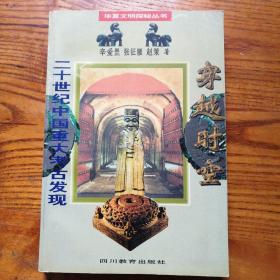 华夏文明探秘丛书
辛爱罡 张征雁 赵策 著
穿越时空
二十世纪中国重大考古发现
四川教育出版社